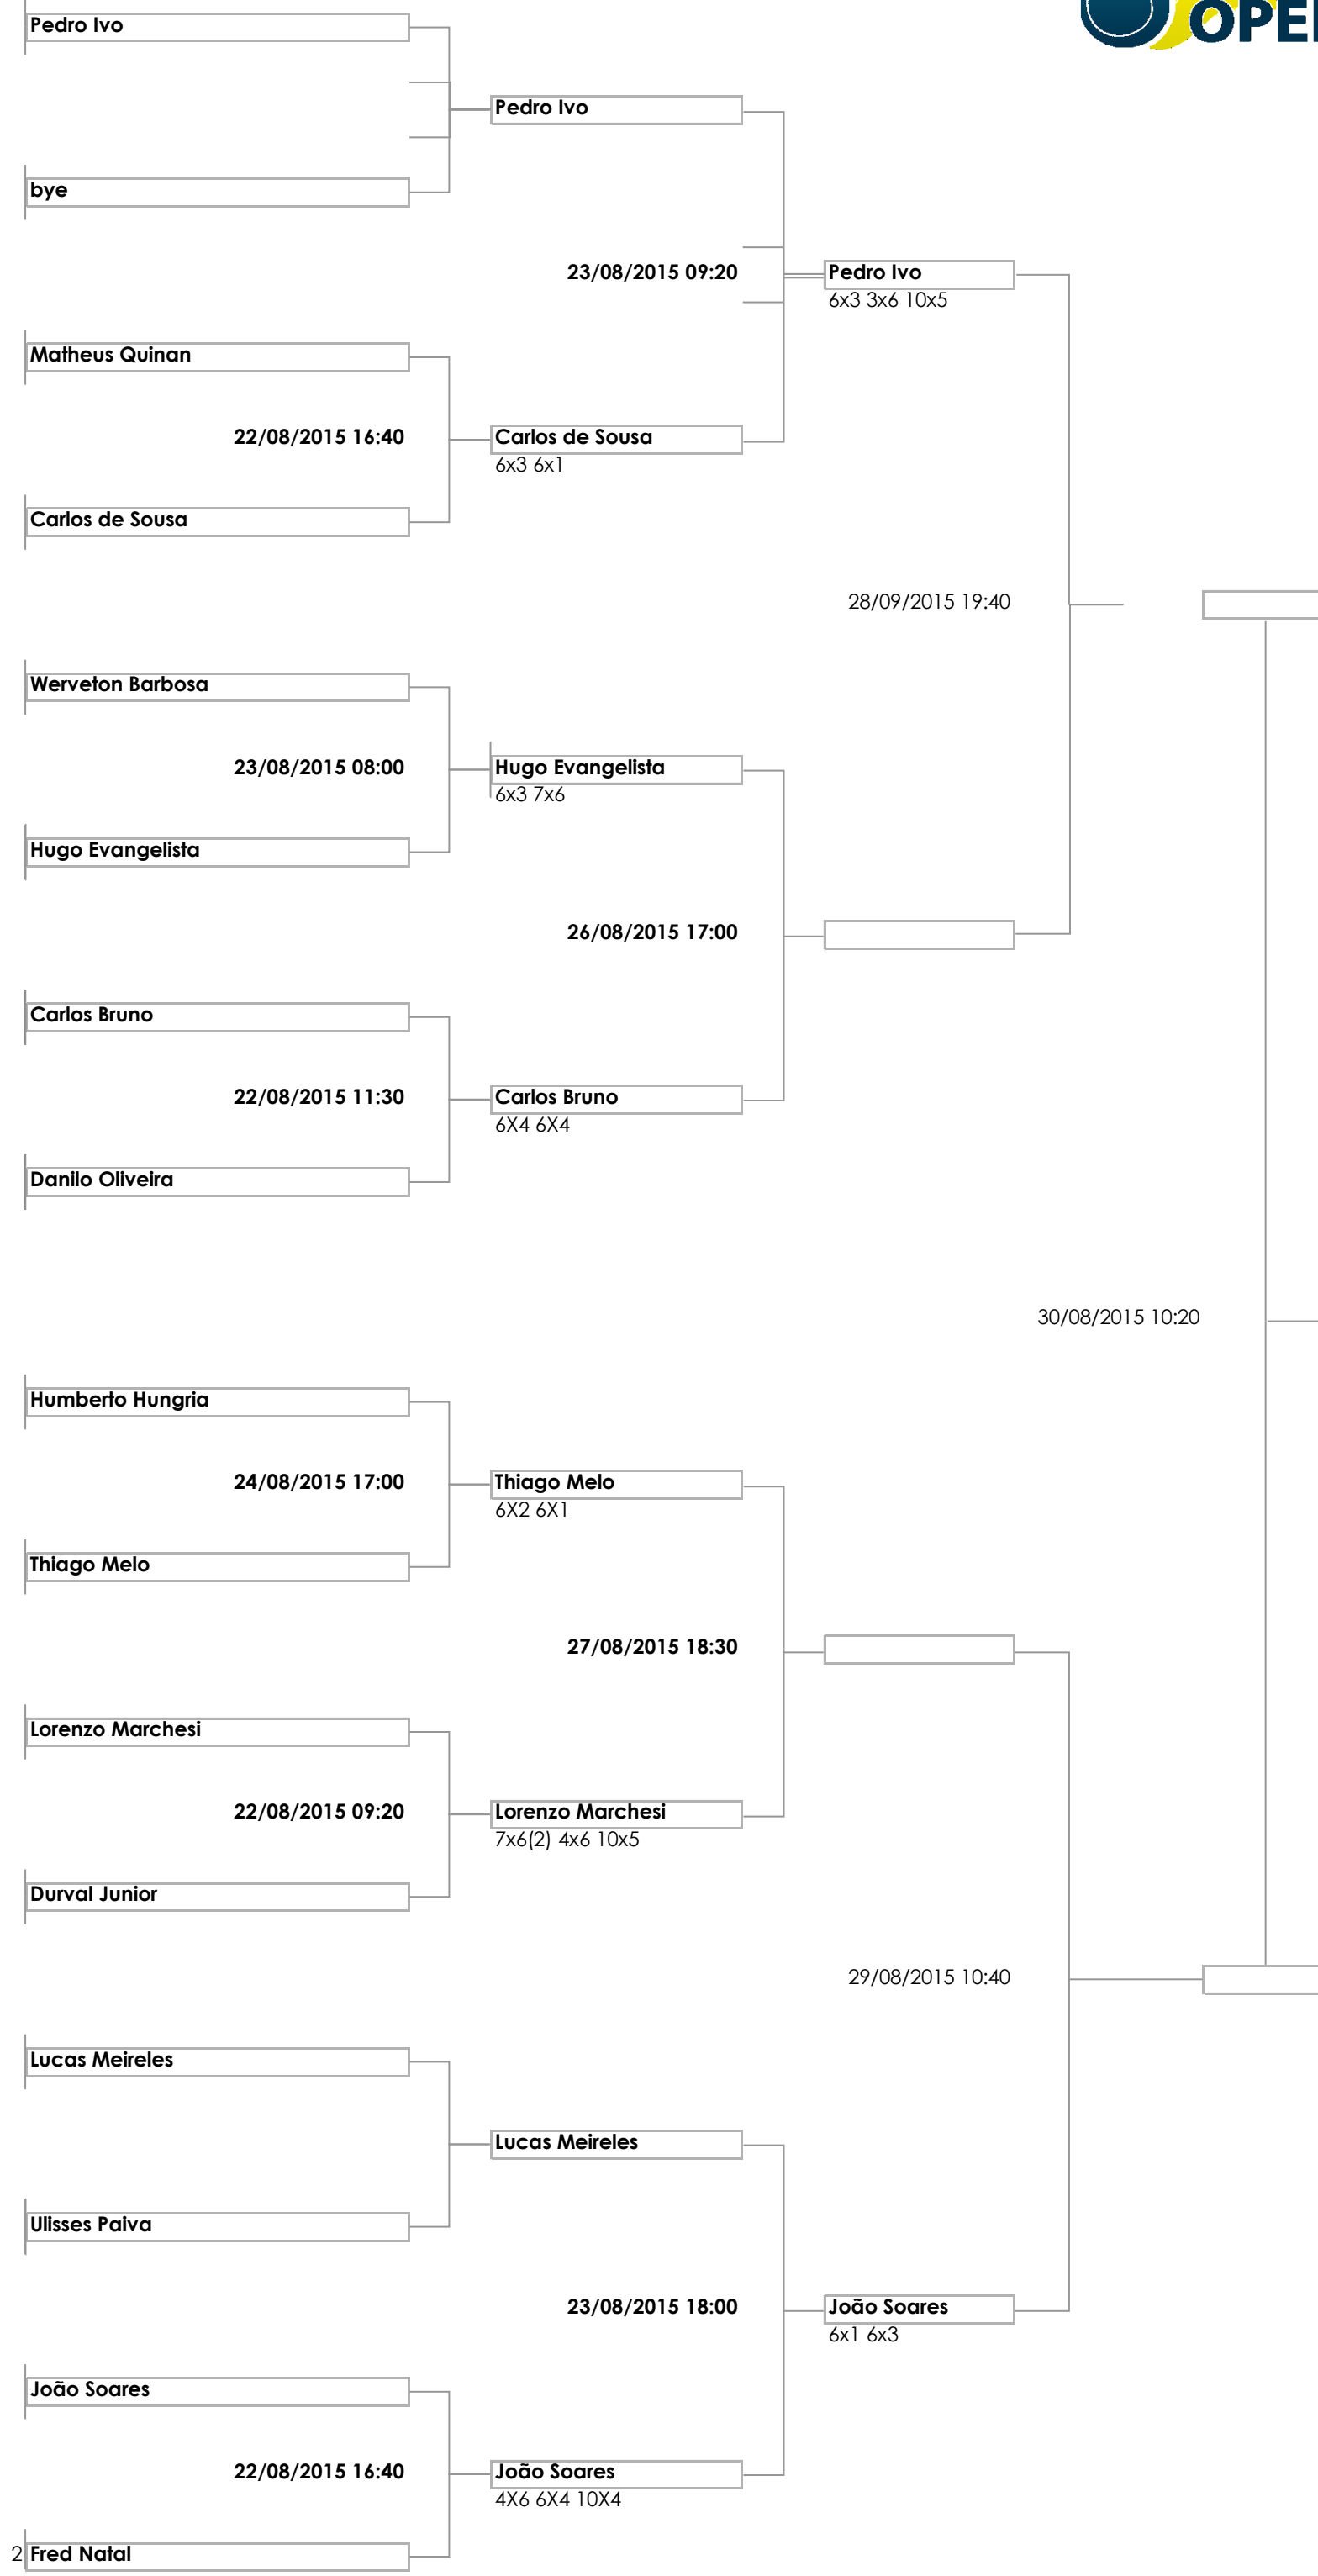 OPE
Pedro Ivo
Pedro Ivo
bye
23/08/2015 09:20
Pedro Ivo
6x3 3x6 10x5
Matheus Quinan
22/08/2015 16:40
Carlos de Sousa
6x3 6x1
Carlos de Sousa
28/09/2015 19:40
Werveton Barbosa
23/08/2015 08:00
Hugo Evangelista
6x3 7x6
Hugo Evangelista
26/08/2015 17:00
Carlos Bruno
22/08/2015 11:30
Carlos Bruno
6X4 6X4
Danilo Oliveira
30/08/2015 10:20
Humberto Hungria
24/08/2015 17:00
Thiago Melo
6X2 6X1
Thiago Melo
27/08/2015 18:30
Lorenzo Marchesi
22/08/2015 09:20
Lorenzo Marchesi
7x6(2) 4x6 10x5
Durval Junior
29/08/2015 10:40
Lucas Meireles
Lucas Meireles
Ulisses Paiva
23/08/2015 18:00
João Soares
6x1 6x3
João Soares
22/08/2015 16:40
João Soares
4X6 6X4 10X4
2 Fred Natal